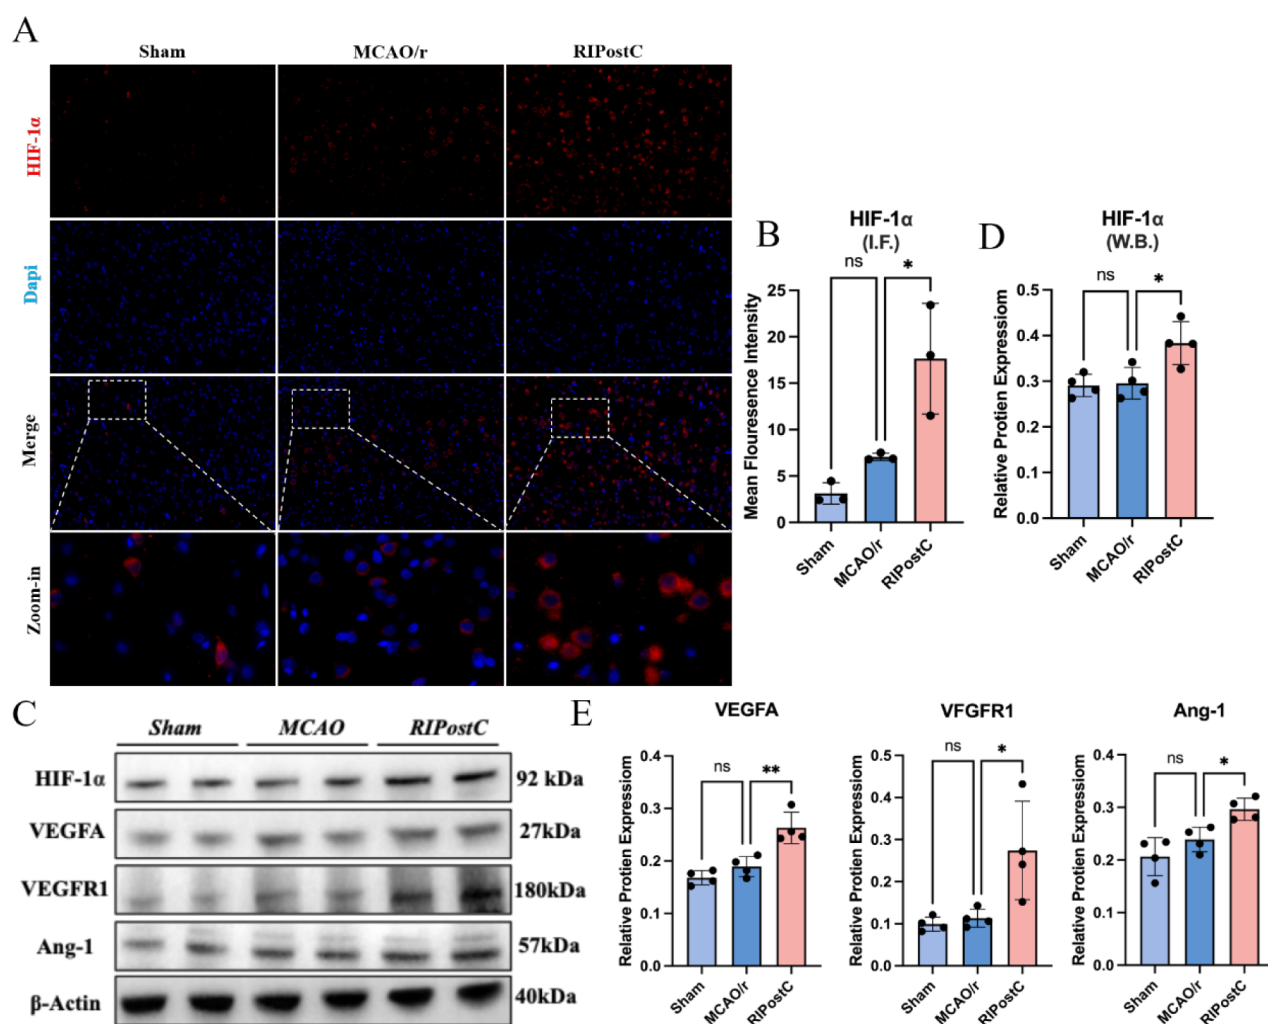 A
Sham
MCAO/r
RIPostC
HIF-1α
Dapi
Merge
Zoom-in
B
HIF-1α
(I.F.)
ns
*
Mean Flouresence Intensity
25
20
15
10
5
0
Sham
MCAO/r
RIPostC
D
HIF-1α
(W.B.)
ns
*
Relative Protien Expressiom
0.5
0.4
0.3
0.2
0.1
0.0
Sham
MCAO/r
RIPostC
C
Sham
MCAO
RIPostC
HIF-1α
92 kDa
VEGFA
27kDa
VEGFR1
180kDa
Ang-1
57kDa
β-Actin
40kDa
E
VEGFA
ns
**
Relative Protien Expressiom
0.4
0.3
0.2
0.1
0.0
Sham
MCAO/r
RIPostC
VFGFR1
ns
*
Relative Protien Expressiom
0.5
0.4
0.3
0.2
0.1
0.0
Sham
MCAO/r
RIPostC
Ang-1
ns
*
Relative Protien Expressiom
0.4
0.3
0.2
0.1
0.0
Sham
MCAO/r
RIPostC